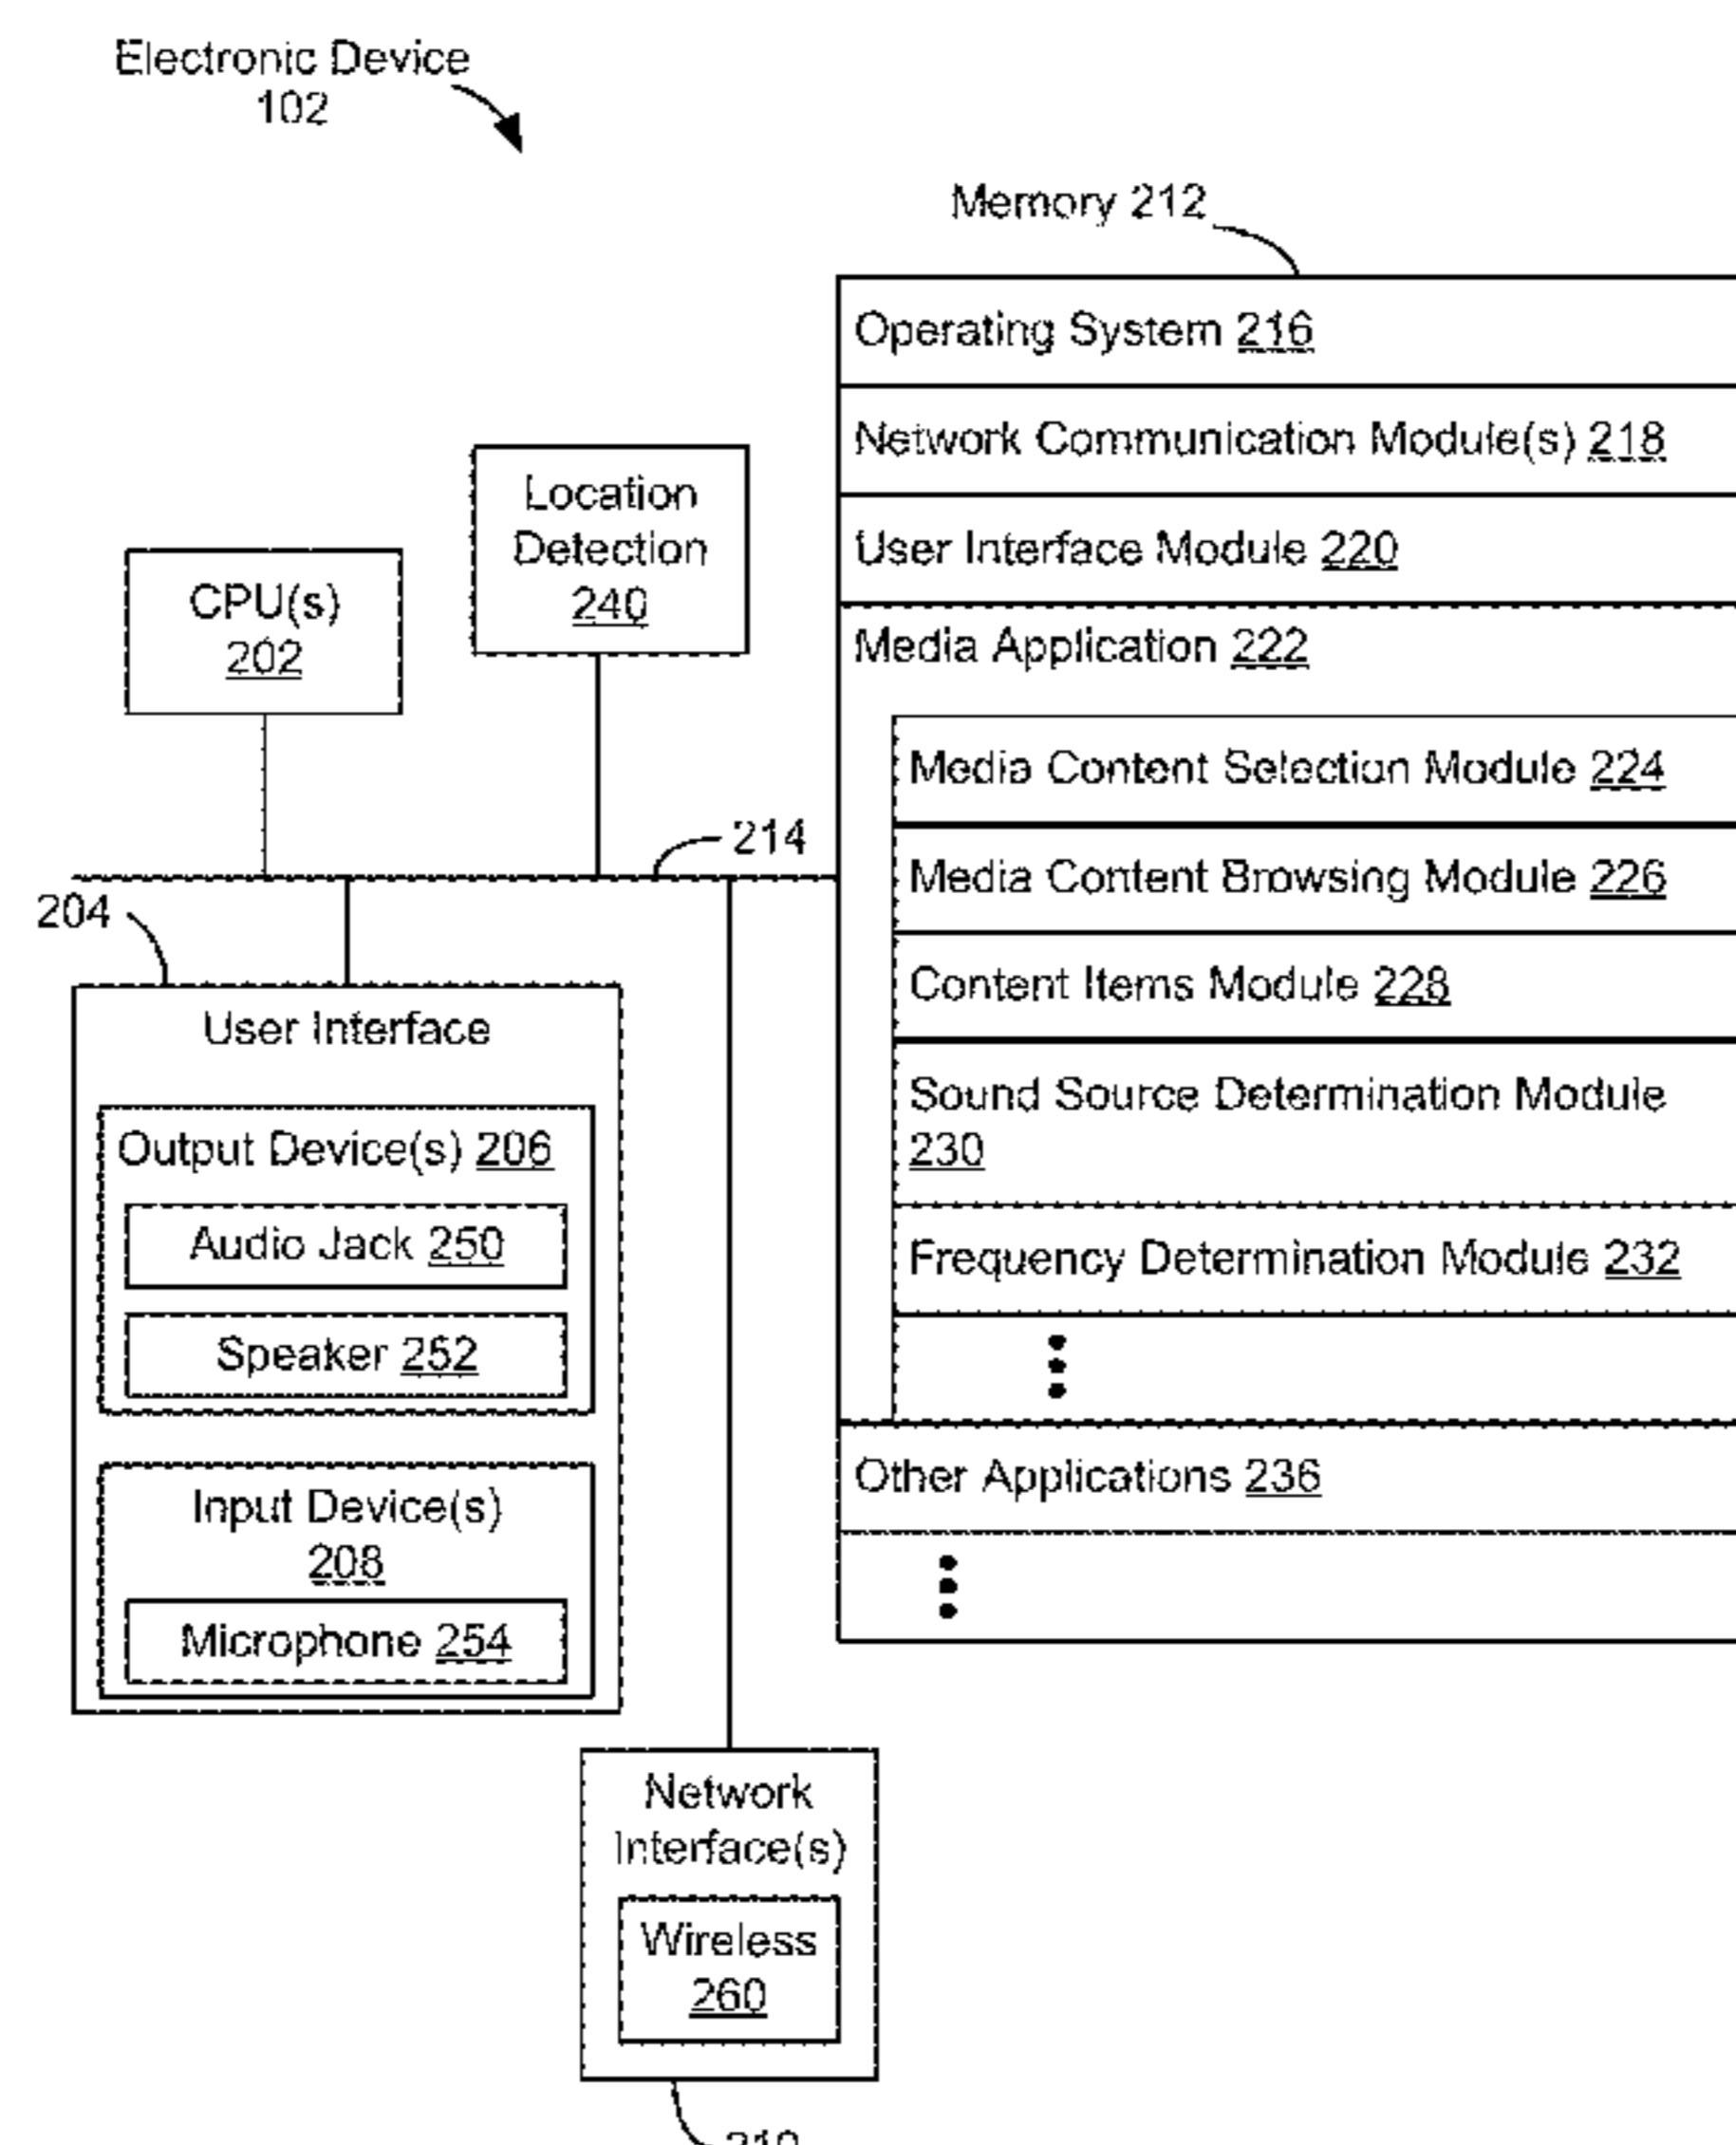 Electronic Device
102
Memory 212
Operating System 216
Network Communication Module(s) 218
User Interface Module 220
Media Application 222
Media Content Selection Module 224
Media Content Browsing Module 226
Content Items Module 228
Sound Source Determination Module
230
Frequency Determination Module 232
Other Applications 236
Location
Detection
240
CPU(s)
202
214
204
User Interface
Output Device(s) 206
Audio Jack 250
Speaker 252
Input Device(s)
208
Microphone 254
Network
Interface(s)
Wireless
260